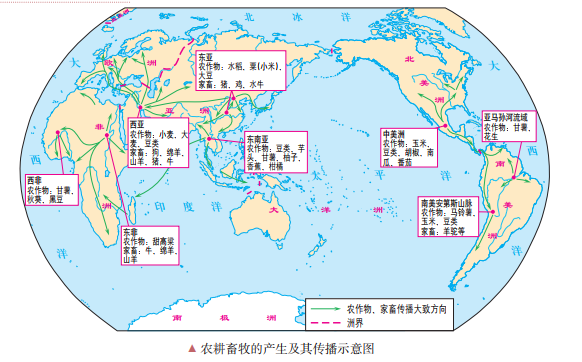 北 冰 洋
大
西
洋
欧 洲
亚 洲
非
洲
印 度 洋
太 平 洋
大 洋 洲
北
美
洲
大
西
洋
南
美
洲
南 极 洲
东亚
农作物：水稻、粟(小米)、
大豆
家畜：猪、鸡、水牛
西亚
农作物：小麦、大
麦、豆类
家畜：狗、绵羊、
山羊、猪、牛
东南亚
农作物：豆类、芋
头、甘薯、柚子、
香蕉、柑橘
中美洲
农作物：玉米、
豆类、胡椒、南
瓜、番茄
亚马孙河流域
农作物：甘薯、
花生
西非
农作物：甘薯、
秋葵、黑豆
东非
农作物：甜高粱
家畜：牛、绵羊、
山羊
南美安第斯山脉
农作物：马铃薯、
玉米、豆类
家畜：羊驼等
农作物、家畜传播大致方向
洲界
▲ 农耕畜牧的产生及其传播示意图